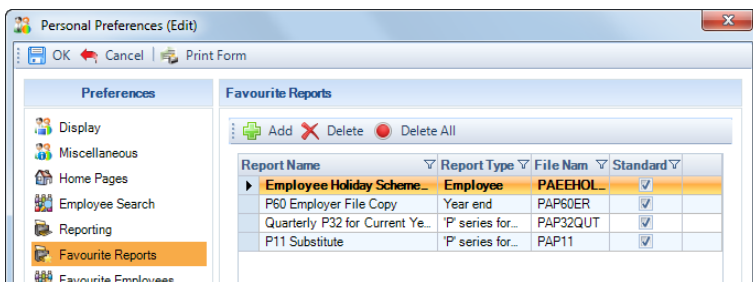 Personal Preferences (Edit)
OK Cancel Print Form
Preferences
Favourite Reports
Display
Miscellaneous
Home Pages
Employee Search
Reporting
Favourite Reports
Favourite Employees
Add Delete Delete All
Report Name Report Type File Nam Standard
Employee Holiday Scheme... Employee PAEEHOL...
P60 Employer File Copy Year end PAP60ER
Quarterly P32 for Current Ye... 'P' series for... PAP32QUT
P11 Substitute 'P' series for... PAP11